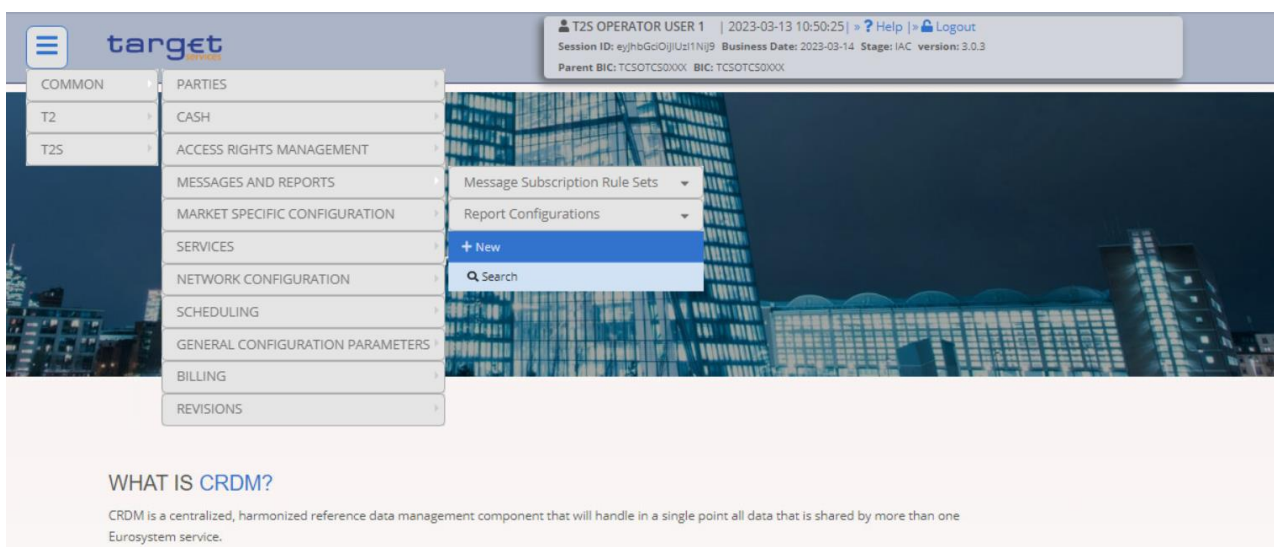 T2S OPERATOR USER 1 | 2023-03-13 10:50:25| » ? Help |» Logout
Session ID: eyJhbGciOiJIUzI1NiJ9 Business Date: 2023-03-14 Stage: IAC version: 3.0.3
Parent BIC: TCSOTCS0XXX BIC: TCSOTCS0XXX
target
SERVICES
COMMON
T2
T2S
PARTIES
CASH
ACCESS RIGHTS MANAGEMENT
MESSAGES AND REPORTS
MARKET SPECIFIC CONFIGURATION
SERVICES
NETWORK CONFIGURATION
SCHEDULING
GENERAL CONFIGURATION PARAMETERS
BILLING
REVISIONS
Message Subscription Rule Sets
Report Configurations
+ New
Search
WHAT IS CRDM?
CRDM is a centralized, harmonized reference data management component that will handle in a single point all data that is shared by more than one
Eurosystem service.